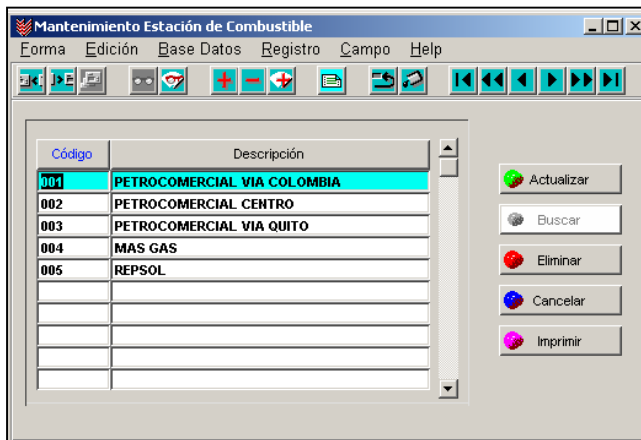 Mantenimiento Estación de Combustible
Forma Edición Base Datos Registro Campo Help
Código Descripción
001 PETROCOMERCIAL VIA COLOMBIA
002 PETROCOMERCIAL CENTRO
003 PETROCOMERCIAL VIA QUITO
004 MAS GAS
005 REPSOL
Actualizar
Buscar
Eliminar
Cancelar
Imprimir